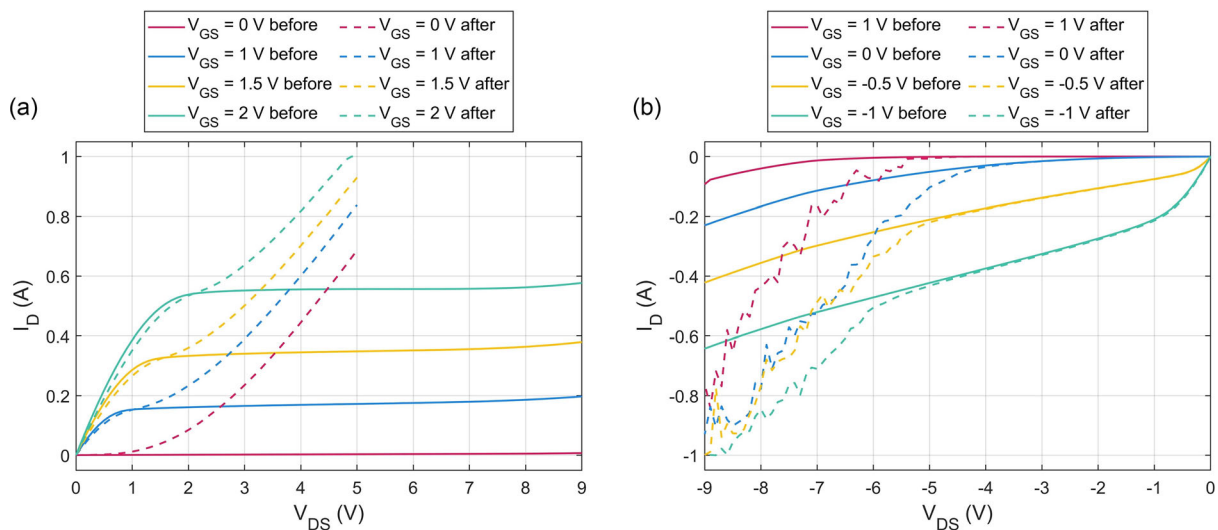 V_GS = 0 V before V_GS = 0 V after
V_GS = 1 V before V_GS = 1 V after
V_GS = 1.5 V before V_GS = 1.5 V after
V_GS = 2 V before V_GS = 2 V after
(a)
1
0.8
0.6
0.4
0.2
0
I_D (A)
0 1 2 3 4 5 6 7 8 9
V_DS (V)
V_GS = 1 V before V_GS = 1 V after
V_GS = 0 V before V_GS = 0 V after
V_GS = -0.5 V before V_GS = -0.5 V after
V_GS = -1 V before V_GS = -1 V after
(b)
0
-0.2
-0.4
-0.6
-0.8
-1
I_D (A)
-9 -8 -7 -6 -5 -4 -3 -2 -1 0
V_DS (V)